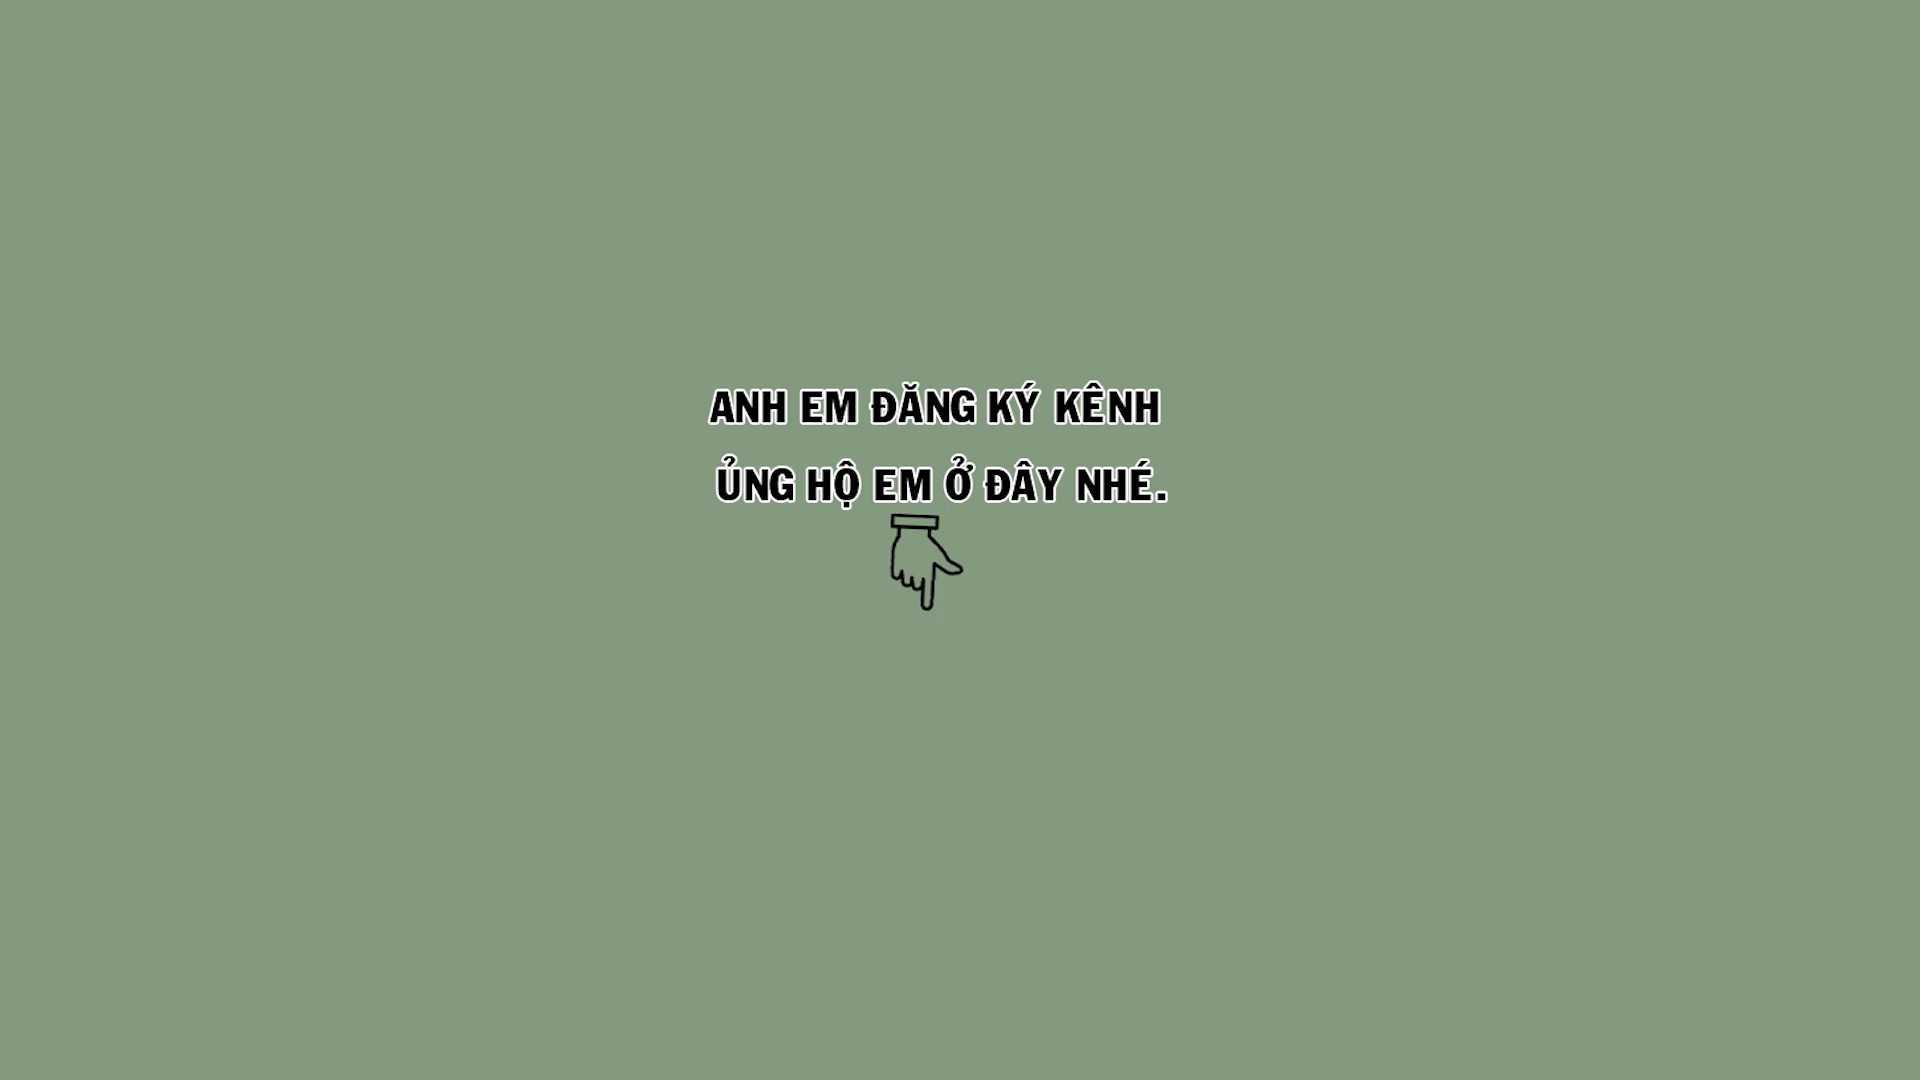 ANH EM ĐĂNG KÝ KÊNH
ỦNG HỘ EM Ở ĐÂY NHÉ.